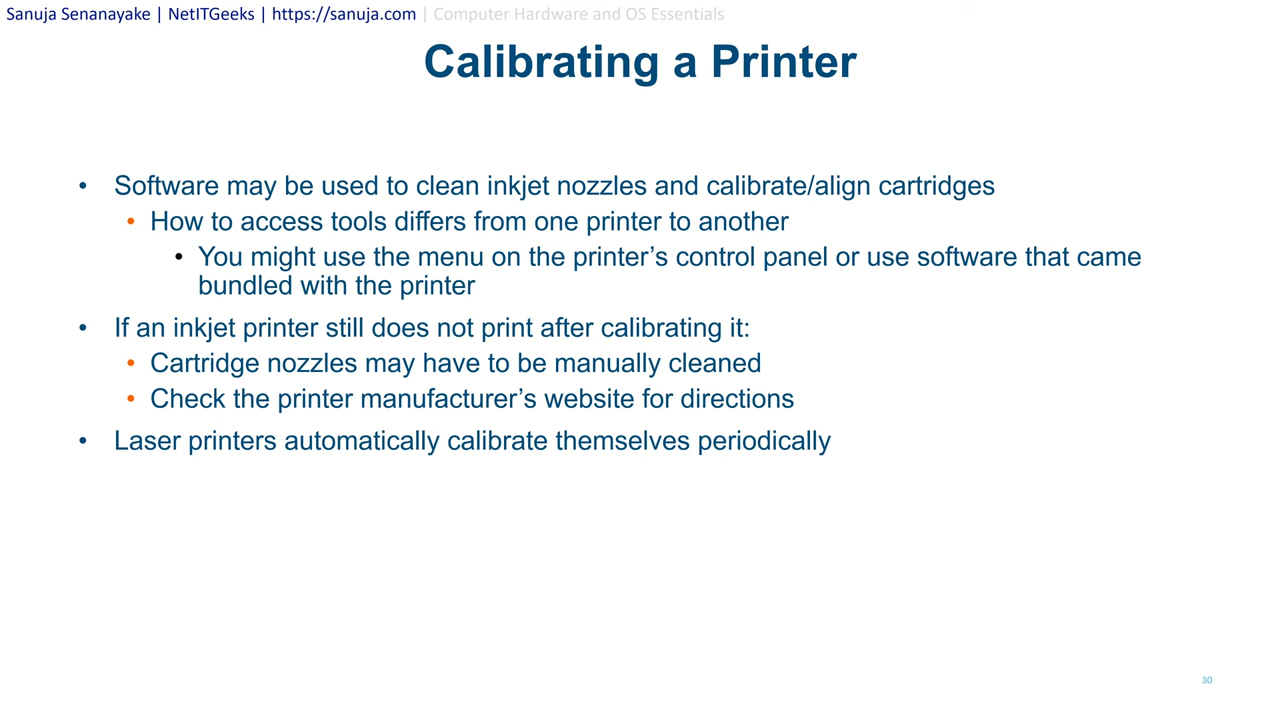 Sanuja Senanayake | NetITGeeks | https://sanuja.com | Computer Hardware and OS Essentials
Calibrating a Printer
• Software may be used to clean inkjet nozzles and calibrate/align cartridges
• How to access tools differs from one printer to another
• You might use the menu on the printer’s control panel or use software that came
bundled with the printer
• If an inkjet printer still does not print after calibrating it:
• Cartridge nozzles may have to be manually cleaned
• Check the printer manufacturer’s website for directions
• Laser printers automatically calibrate themselves periodically
30